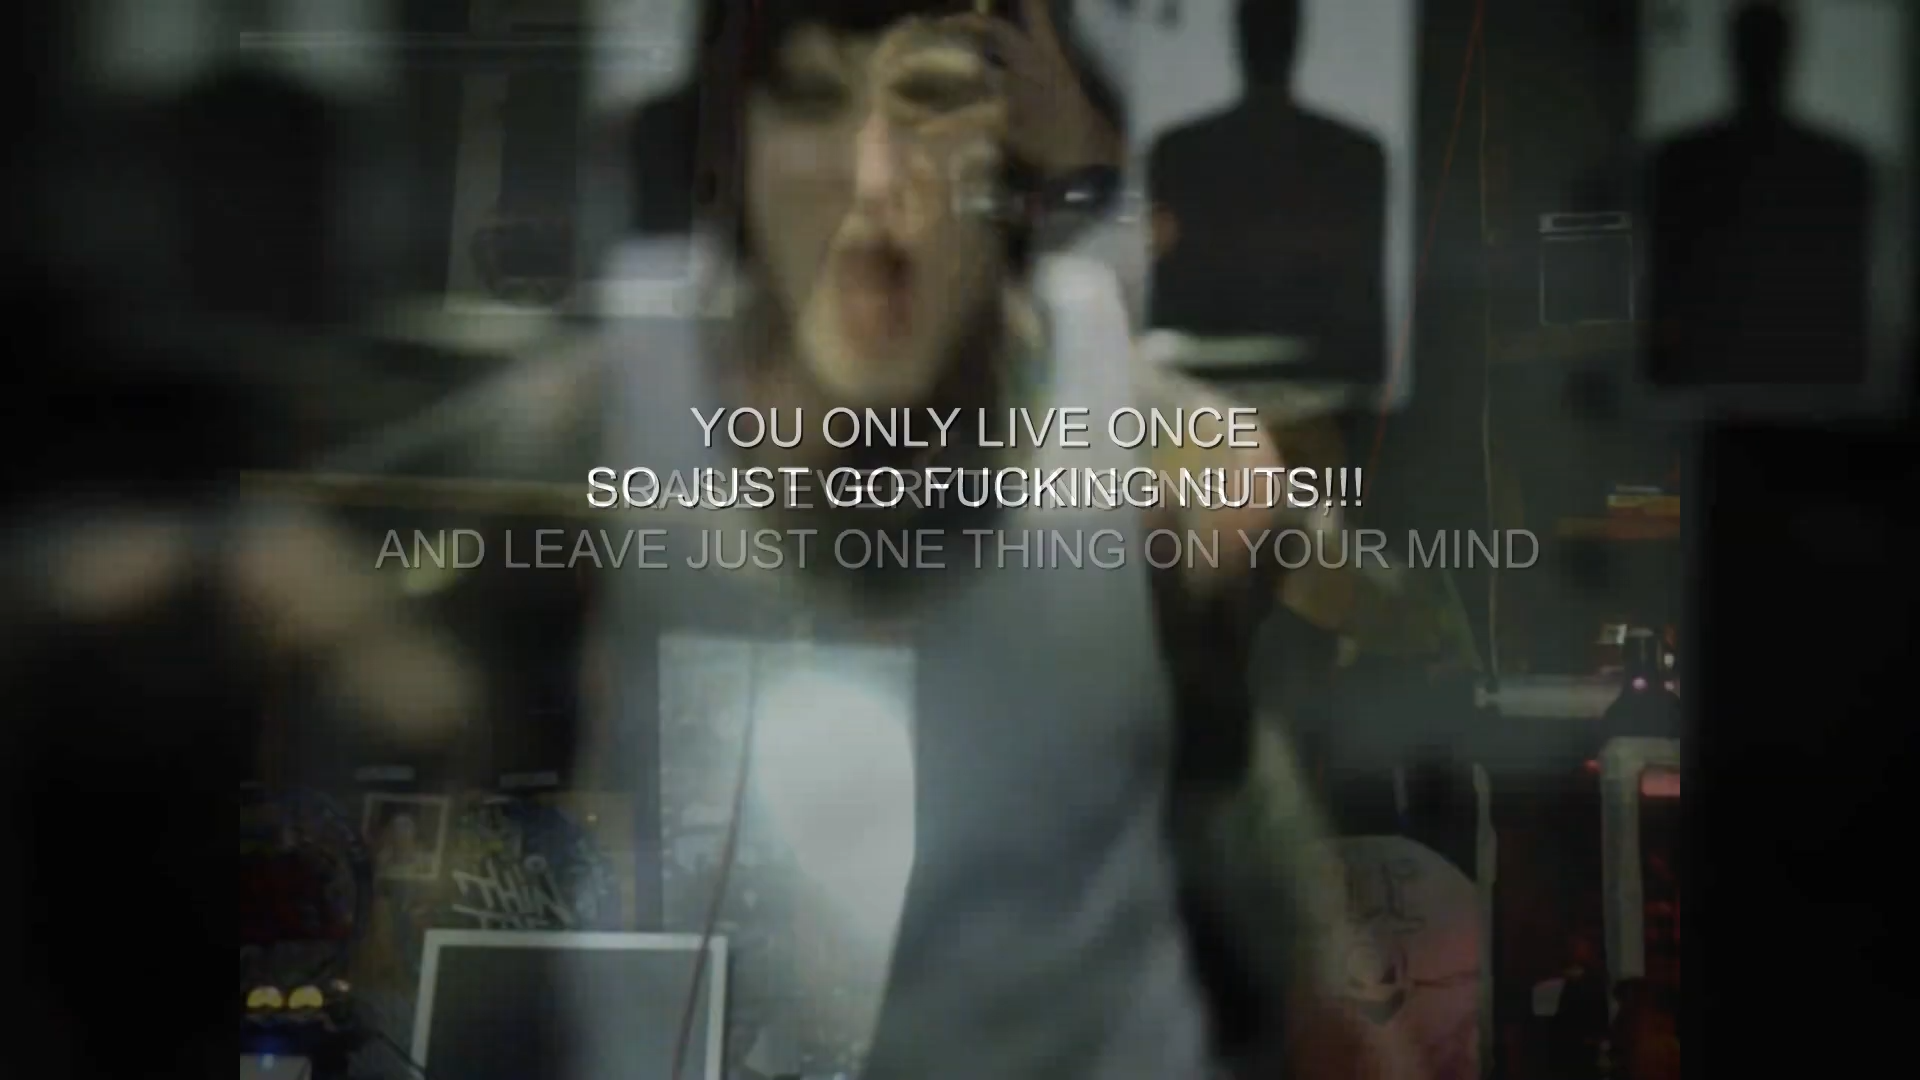 YOU ONLY LIVE ONCE
SO JUST GO FUCKING NUTS!!!
AND LEAVE JUST ONE THING ON YOUR MIND